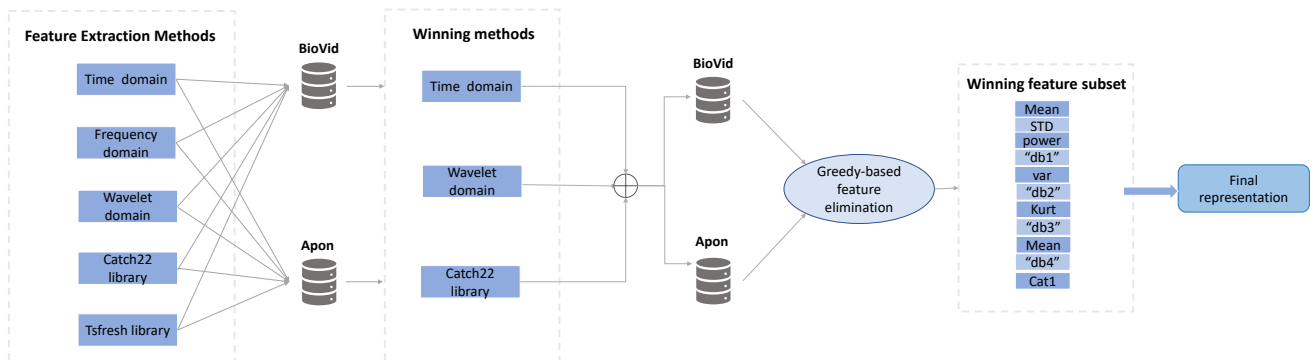 Feature Extraction Methods
Time domain
Frequency
domain
Wavelet
domain
Catch22
library
Tsfresh library
BioVid
Apon
Winning methods
Time domain
Wavelet
domain
Catch22
library
BioVid
Apon
Greedy-based
feature
elimination
Winning feature subset
Mean
STD
power
“db1”
var
“db2”
Kurt
“db3”
Mean
“db4”
Cat1
Final
representation